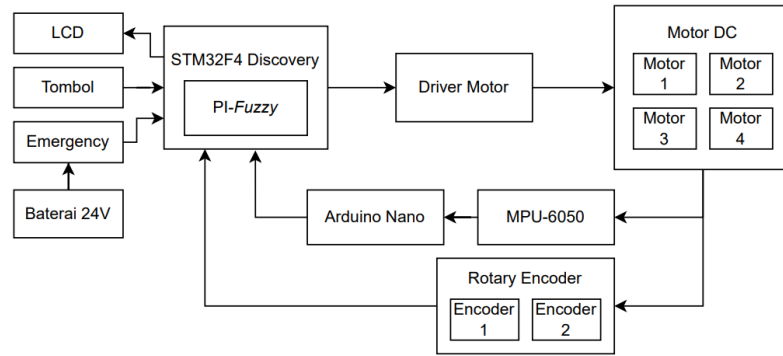 LCD
STM32F4 Discovery
PI-Fuzzy
Tombol
Emergency
Baterai 24V
Driver Motor
Motor DC
Motor
1
Motor
2
Motor
3
Motor
4
Arduino Nano
MPU-6050
Rotary Encoder
Encoder
1
Encoder
2